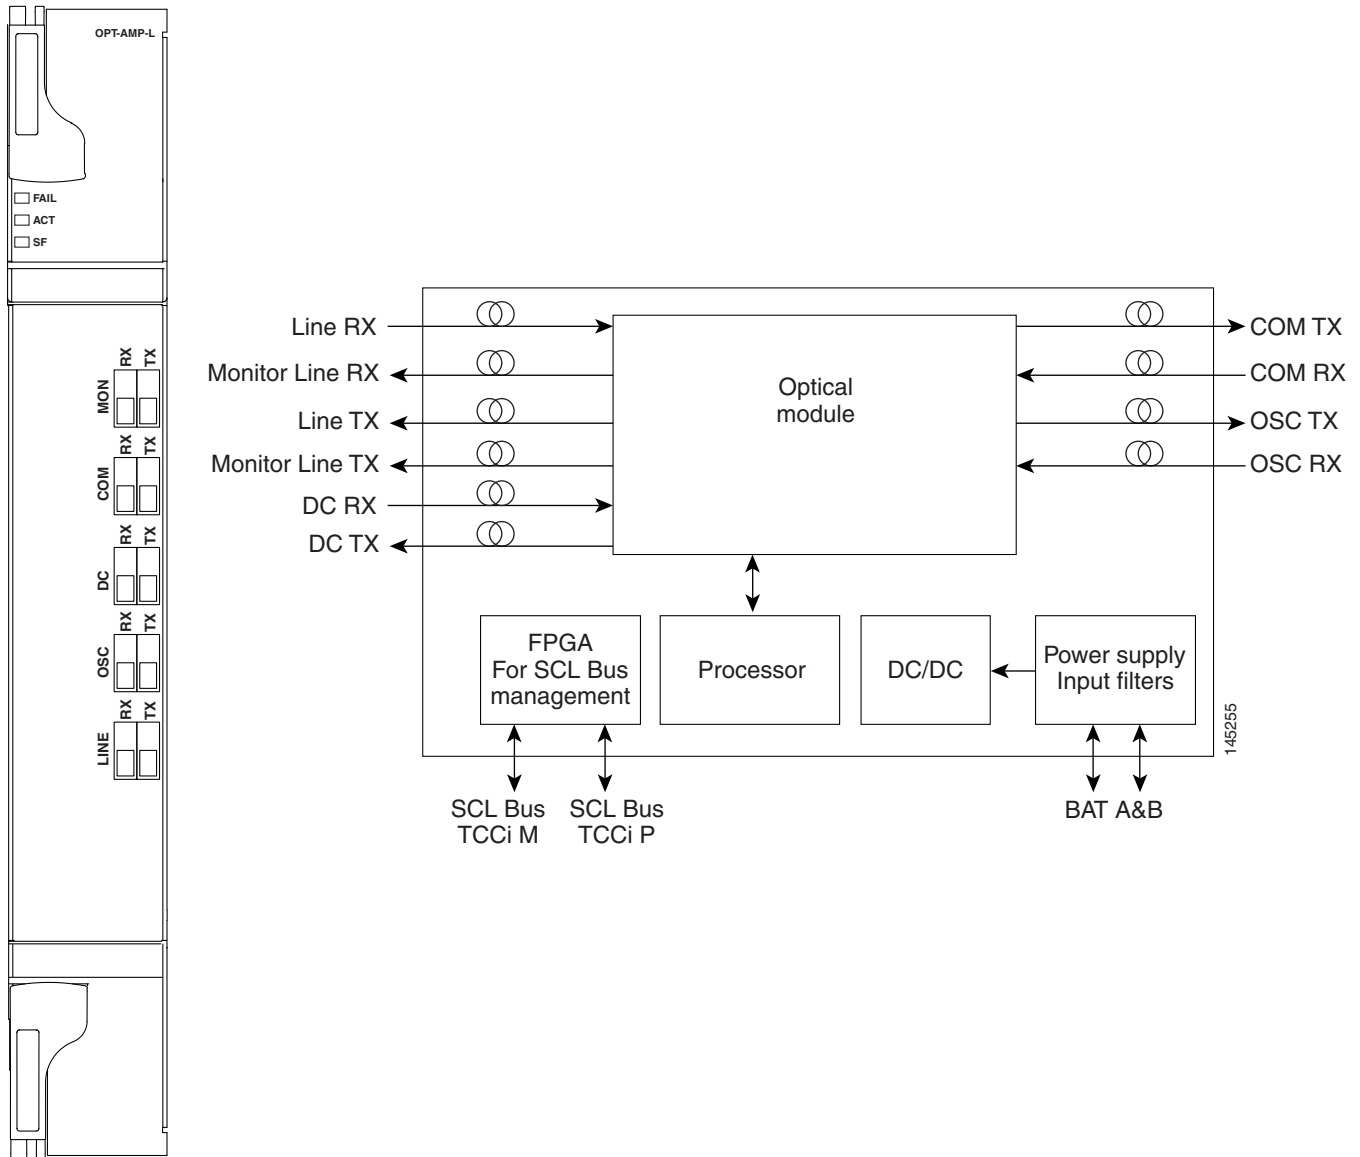 OPT-AMP-L
FAIL
ACT
SF
RX TX
MON
RX TX
COM
RX TX
DC
RX TX
OSC
RX TX
LINE
Line RX
Monitor Line RX
Line TX
Monitor Line TX
DC RX
DC TX
Optical
module
COM TX
COM RX
OSC TX
OSC RX
FPGA
For SCL Bus
management
Processor
DC/DC
Power supply
Input filters
SCL Bus
TCCi M
SCL Bus
TCCi P
BAT A&B
145255